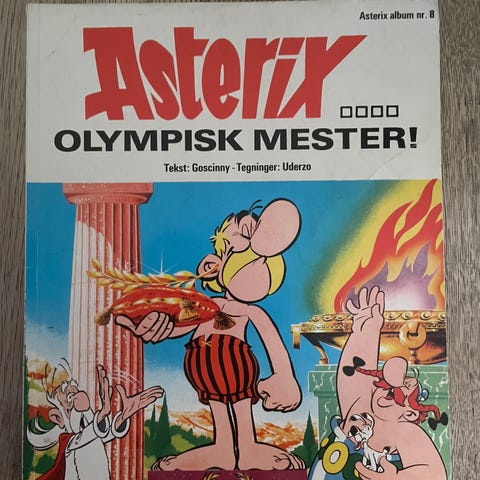 Asterix album nr. 8
Asterix ....
OLYMPISK MESTER!
Tekst: Goscinny - Tegninger: Uderzo